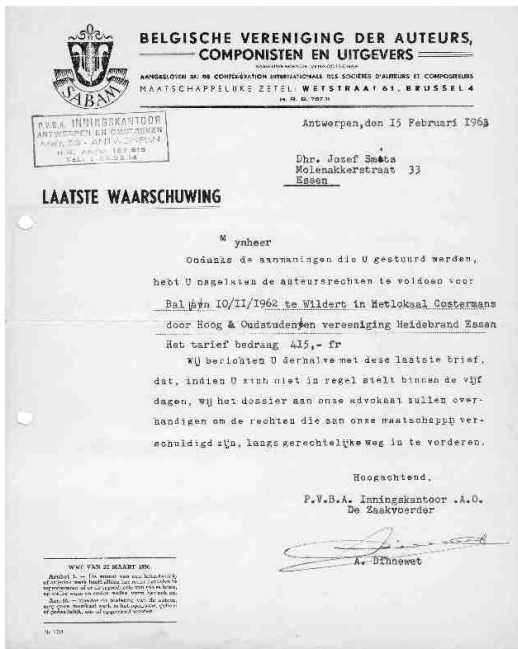 SABAM
BELGISCHE VERENIGING DER AUTEURS,
COMPONISTEN EN UITGEVERS
AANGESLOTEN BIJ DE CONFÉDÉRATION INTERNATIONALE DES SOCIÉTÉS D'AUTEURS ET COMPOSITEURS
MAATSCHAPPELIJKE ZETEL: WETSTRAAT 61, BRUSSEL 4
P.V.B.A. INNINGSKANTOOR
ANTWERPEN EN OMSTREKEN
ANTWERPEN
Antwerpen, den 15 Februari 1963
Dhr. Jozef Smits
Molenakkerstraat 33
Essen
LAATSTE WAARSCHUWING
Mynheer
Ondanks de aanmaningen die U gestuurd werden,
hebt U nagelaten de auteursrechten te voldoen voor
Bal van 10/11/1962 te Wildert in Hetlokaal Oostermans
door Hoog & Oudstudenten vereeniging Heidebrand Essen
Het tarief bedraag 415,- fr
Wij berichten U derhalve met deze laatste brief,
dat, indien U zich niet in regel stelt binnen de vijf
dagen, wij het dossier aan onze advokaat zullen over-
handigen om de rechten die aan onze maatschappij ver-
schuldigd zijn, langs gerechtelijke weg in te vorderen.
Hoogachtend,
P.V.B.A. Inningskantoor .A.O.
De Zaakvoerder
A. Dinnewet
WET VAN 22 MAART 1886